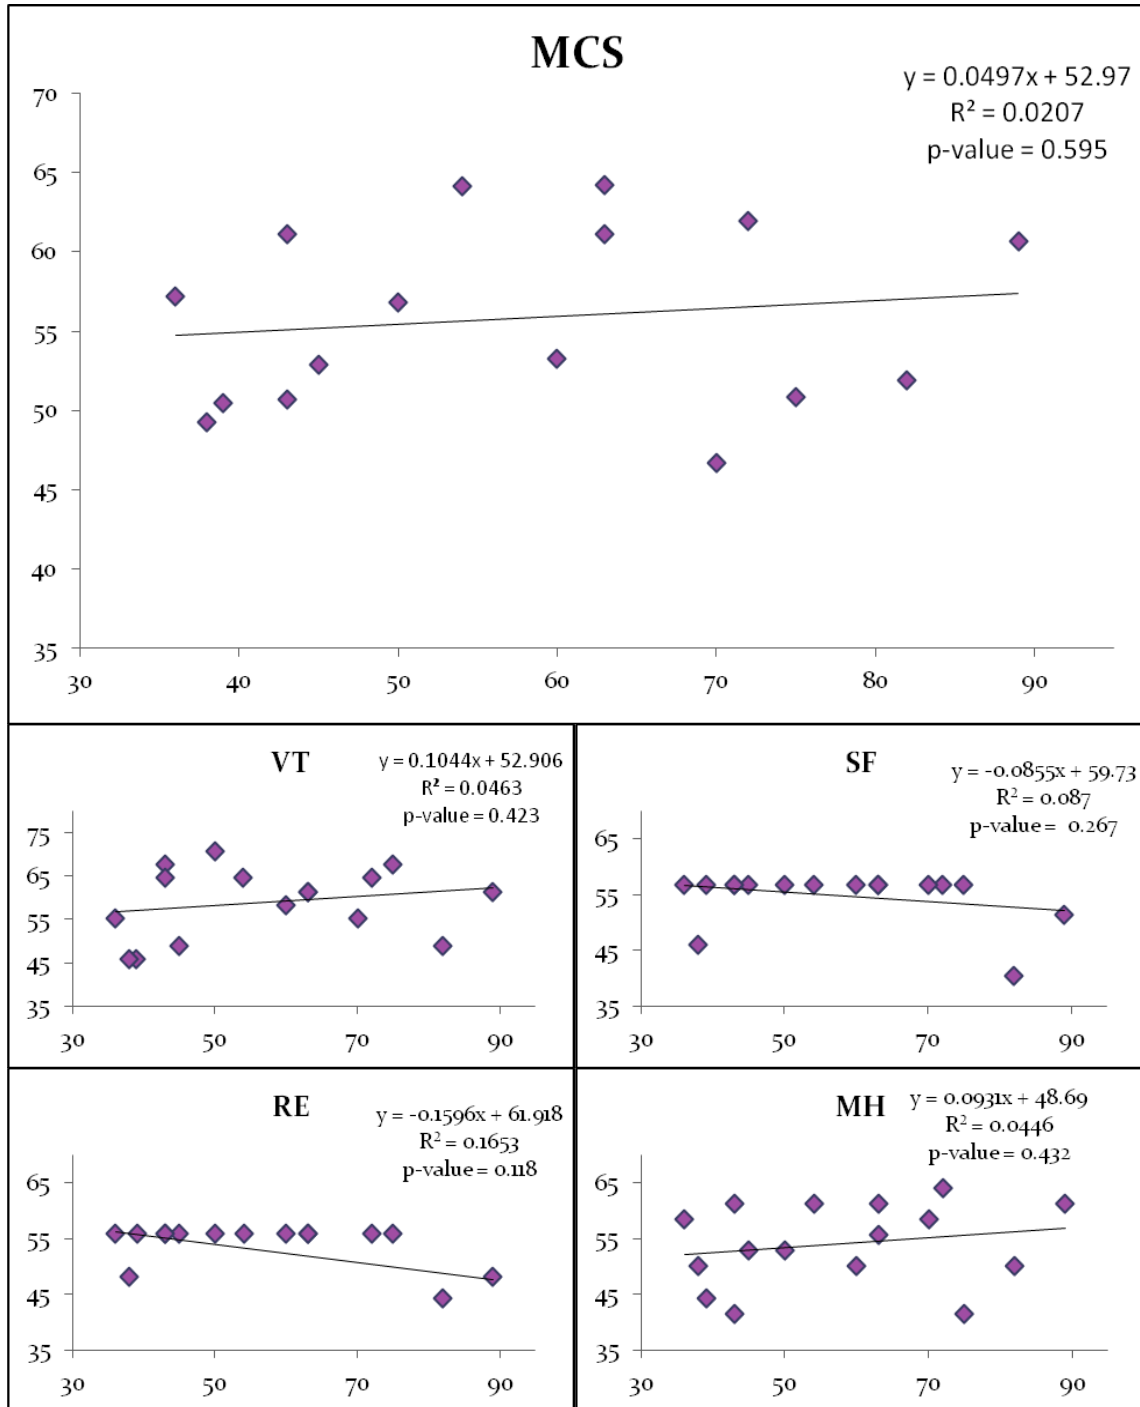 MCS
y = 0.0497x + 52.97
R² = 0.0207
p-value = 0.595
70
65
60
55
50
45
40
35
30 40 50 60 70 80 90
VT
y = 0.1044x + 52.906
R² = 0.0463
p-value = 0.423
75
65
55
45
35
30 50 70 90
SF
y = -0.0855x + 59.73
R² = 0.087
p-value = 0.267
65
55
45
35
30 50 70 90
RE
y = -0.1596x + 61.918
R² = 0.1653
p-value = 0.118
65
55
45
35
30 50 70 90
MH
y = 0.0931x + 48.69
R² = 0.0446
p-value = 0.432
65
55
45
35
30 50 70 90